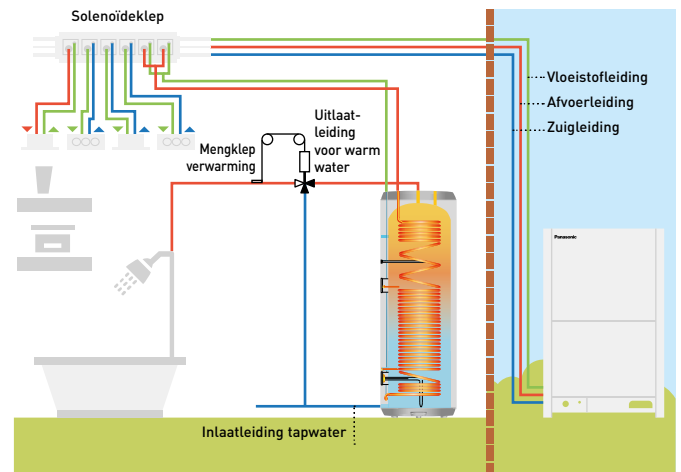 Solenoïdeklep
Vloeistofleiding
Afvoerleiding
Zuigleiding
Uitlaat-
leiding
voor warm
water
Mengklep
verwarming
Panasonic
Inlaatleiding tapwater